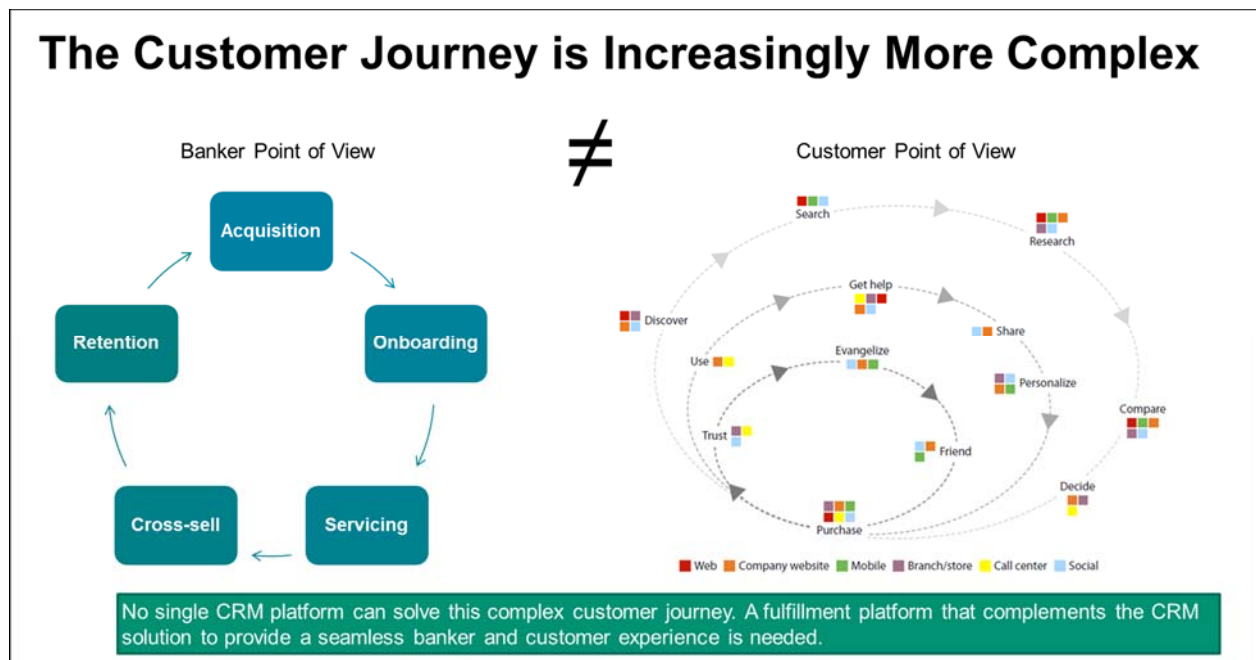 The Customer Journey is Increasingly More Complex
Banker Point of View
≠
Customer Point of View
Acquisition
Onboarding
Servicing
Cross-sell
Retention
Search
Research
Discover
Get help
Share
Use
Evangelize
Personalize
Compare
Trust
Friend
Decide
Purchase
Web Company website Mobile Branch/store Call center Social
No single CRM platform can solve this complex customer journey. A fulfillment platform that complements the CRM
solution to provide a seamless banker and customer experience is needed.